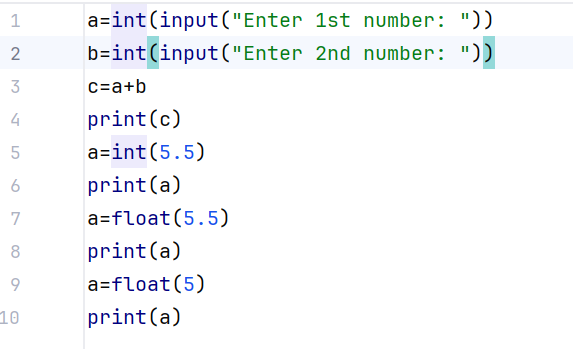 1 a=int(input("Enter 1st number: "))
2 b=int(input("Enter 2nd number: "))
3 c=a+b
4 print(c)
5 a=int(5.5)
6 print(a)
7 a=float(5.5)
8 print(a)
9 a=float(5)
10 print(a)